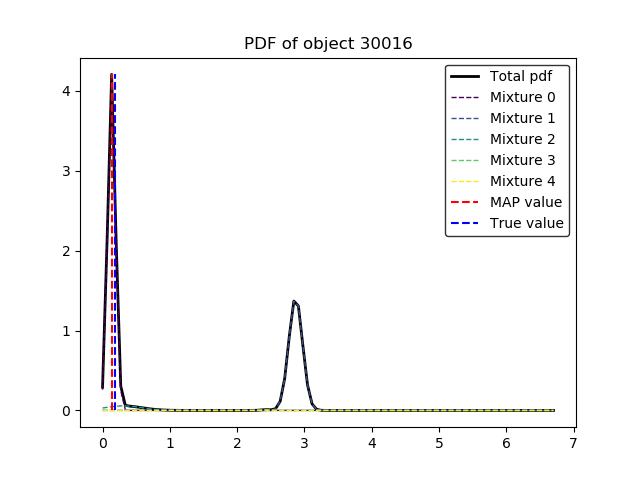 PDF of object 30016
Total pdf
Mixture 0
Mixture 1
Mixture 2
Mixture 3
Mixture 4
MAP value
True value
4
3
2
1
0
0 1 2 3 4 5 6 7